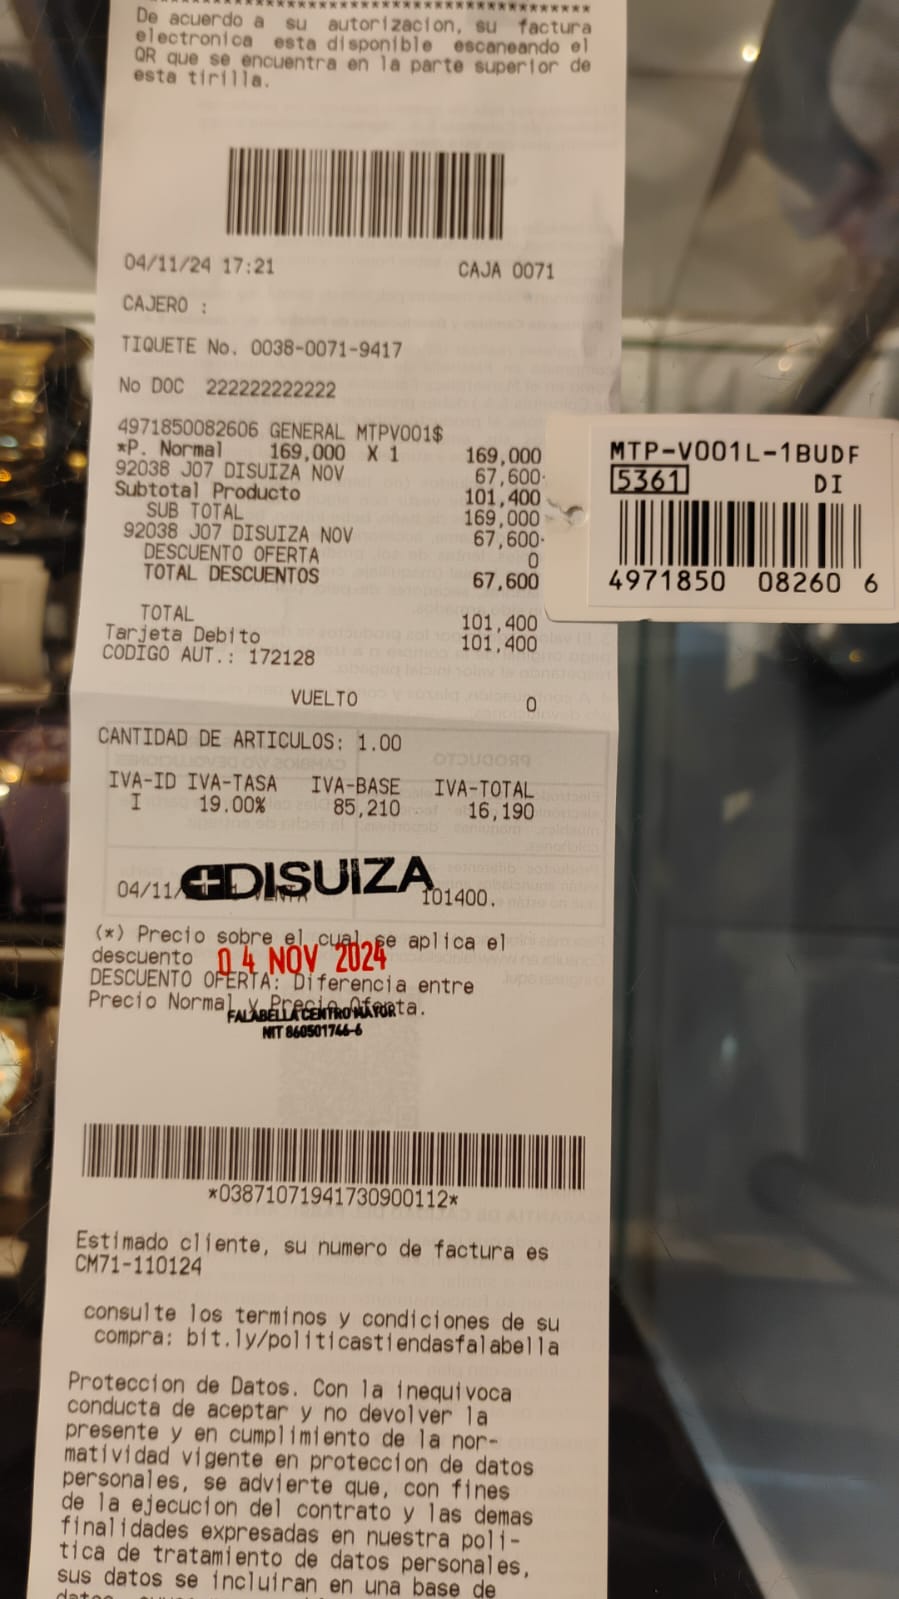 ****************************************
De acuerdo a su autorizacion, su factura
electronica esta disponible escaneando el
QR que se encuentra en la parte superior de
esta tirilla.
04/11/24 17:21 CAJA 0071
CAJERO :
TIQUETE No. 0038-0071-9417
No DOC 222222222222
4971850082606 GENERAL MTPV001$
*P. Normal 169,000 X 1 169,000
92038 J07 DISUIZA NOV 67,600-
Subtotal Producto 101,400
SUB TOTAL 169,000
92038 J07 DISUIZA NOV 67,600-
DESCUENTO OFERTA 0
TOTAL DESCUENTOS 67,600
TOTAL 101,400
Tarjeta Debito 101,400
CODIGO AUT.: 172128
VUELTO 0
CANTIDAD DE ARTICULOS: 1.00
IVA-ID IVA-TASA IVA-BASE IVA-TOTAL
I 19.00% 85,210 16,190
DISUIZA
04/11/ VENTA 101400.
(*) Precio sobre el cual se aplica el
descuento
04 NOV 2024
DESCUENTO OFERTA: Diferencia entre
Precio Normal y Precio Oferta.
FALABELLA CENTRO MAYOR
NIT 860501766-6
*03871071941730900112*
Estimado cliente, su numero de factura es
CM71-110124
consulte los terminos y condiciones de su
compra: bit.ly/politicastiendasfalabella
Proteccion de Datos. Con la inequivoca
conducta de aceptar y no devolver la
presente y en cumplimiento de la nor-
matividad vigente en proteccion de datos
personales, se advierte que, con fines
de la ejecucion del contrato y las demas
finalidades expresadas en nuestra poli-
tica de tratamiento de datos personales,
sus datos se incluiran en una base de
MTP-V001L-1BUDF
5361 DI
4971850 08260 6